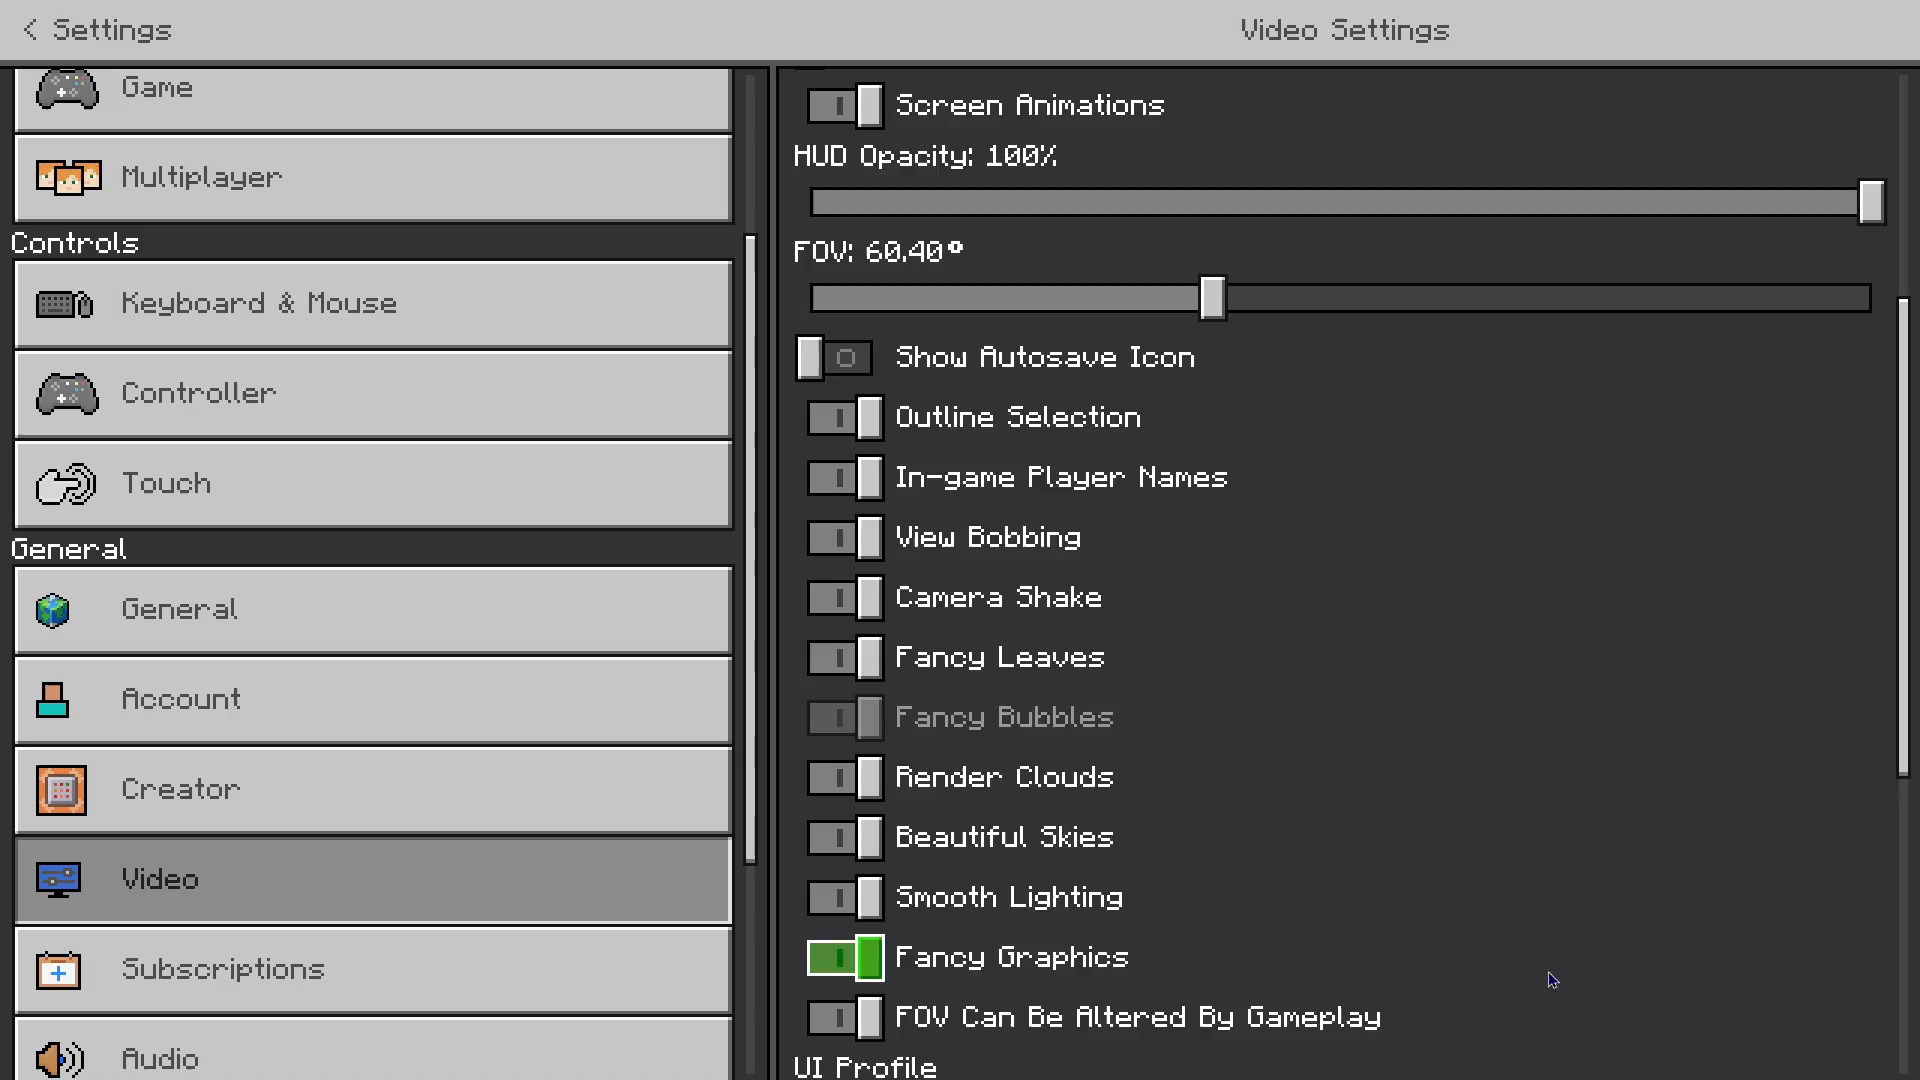 Settings
Video Settings
Game
Multiplayer
Controls
Keyboard & Mouse
Controller
Touch
General
General
Account
Creator
Video
Subscriptions
Audio
Screen Animations
HUD Opacity: 100%
FOV: 60.40°
Show Autosave Icon
Outline Selection
In-game Player Names
View Bobbing
Camera Shake
Fancy Leaves
Fancy Bubbles
Render Clouds
Beautiful Skies
Smooth Lighting
Fancy Graphics
FOV Can Be Altered By Gameplay
UI Profile